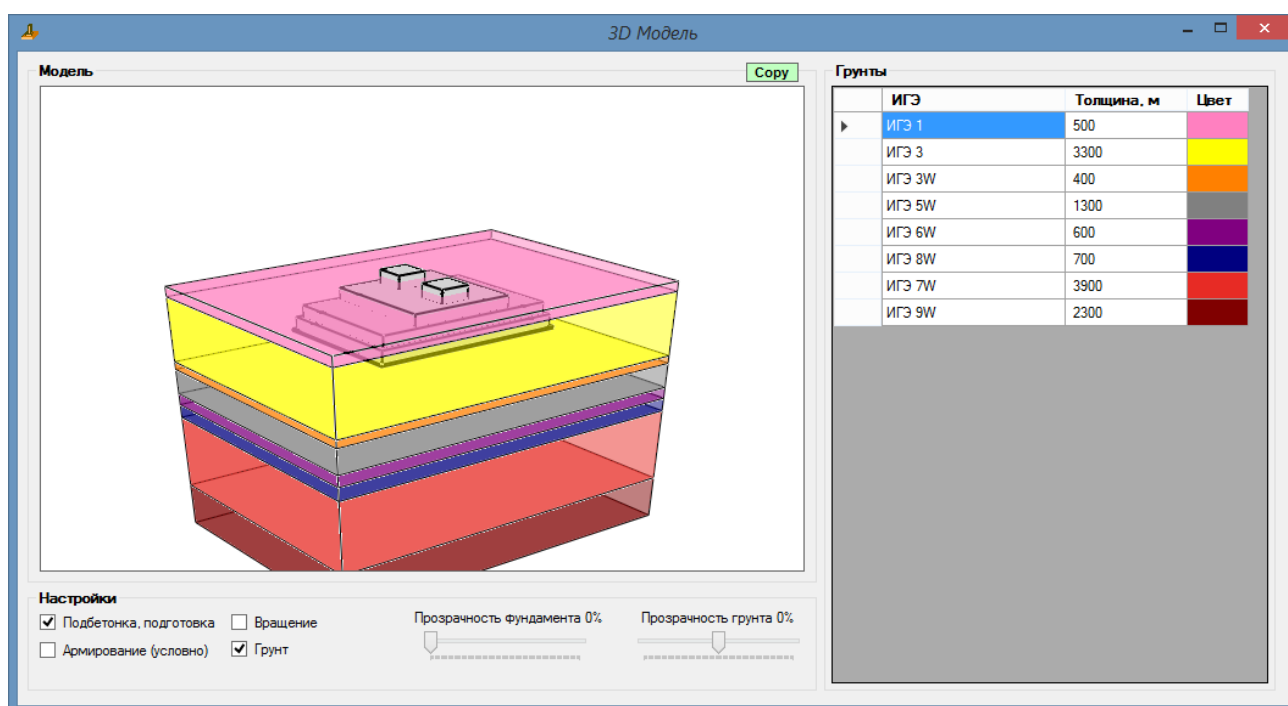 3D Модель
Модель
Copy
Грунты
ИГЭ Толщина, м Цвет
ИГЭ 1 500
ИГЭ 3 3300
ИГЭ 3W 400
ИГЭ 5W 1300
ИГЭ 6W 600
ИГЭ 8W 700
ИГЭ 7W 3900
ИГЭ 9W 2300
Настройки
Подбетонка, подготовка Вращение Прозрачность фундамента 0% Прозрачность грунта 0%
Армирование (условно) Грунт